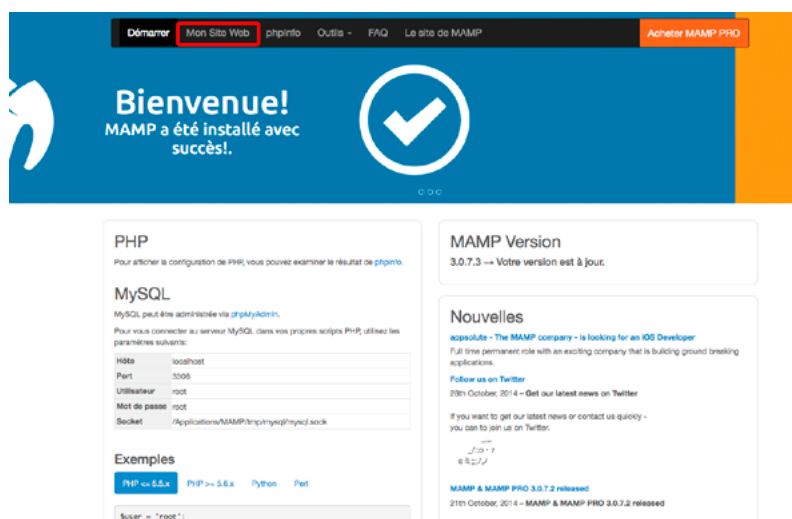 Démarrer Mon Site Web phpinfo Outils FAQ Le site de MAMP Acheter MAMP PRO
Bienvenue!
MAMP a été installé avec
succès!.
PHP
Pour afficher la configuration de PHP, vous pouvez examiner le résultat de phpinfo.
MySQL
MySQL peut être administrée via phpMyAdmin.
Pour vous connecter au serveur MySQL dans vos propres scripts PHP, utilisez les
paramètres suivants:
Hôte localhost
Port 3306
Utilisateur root
Mot de passe root
Socket /Applications/MAMP/tmp/mysql/mysql.sock
Exemples
PHP <= 5.5.x PHP >= 5.6.x Python Perl
$user = 'root';
MAMP Version
3.0.7.3 → Votre version est à jour.
Nouvelles
appsolute - The MAMP company - is looking for an iOS Developer
Full time permanent role with an exciting company that is building ground breaking
applications.
Follow us on Twitter
28th October, 2014 – Get our latest news on Twitter
If you want to get our latest news or contact us quickly -
you can to join us on Twitter.
MAMP & MAMP PRO 3.0.7.2 released
21th October, 2014 – MAMP & MAMP PRO 3.0.7.2 released